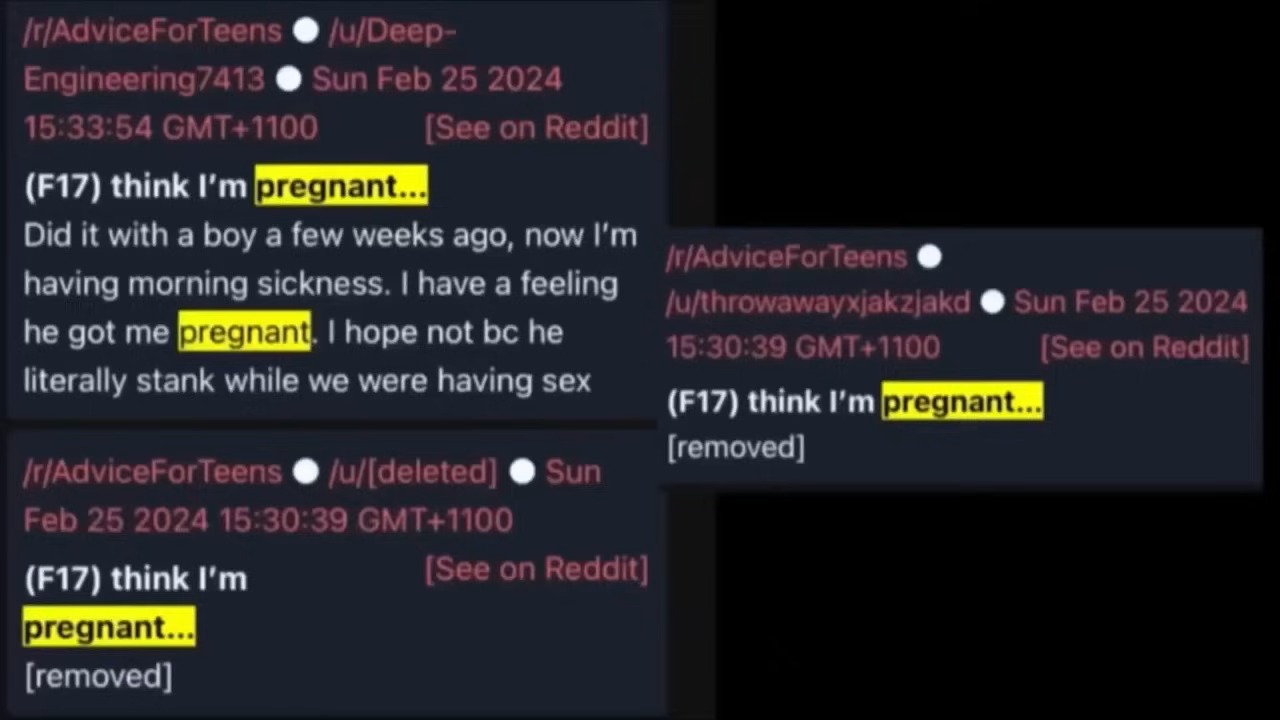 /r/AdviceForTeens ● /u/Deep-
Engineering7413 ● Sun Feb 25 2024
15:33:54 GMT+1100 [See on Reddit]
(F17) think I'm pregnant...
Did it with a boy a few weeks ago, now I'm
having morning sickness. I have a feeling
he got me pregnant. I hope not bc he
literally stank while we were having sex
/r/AdviceForTeens ● /u/[deleted] ● Sun
Feb 25 2024 15:30:39 GMT+1100
[See on Reddit]
(F17) think I'm
pregnant...
[removed]
/r/AdviceForTeens ●
/u/throwawayxjakzjakd ● Sun Feb 25 2024
15:30:39 GMT+1100 [See on Reddit]
(F17) think I'm pregnant...
[removed]